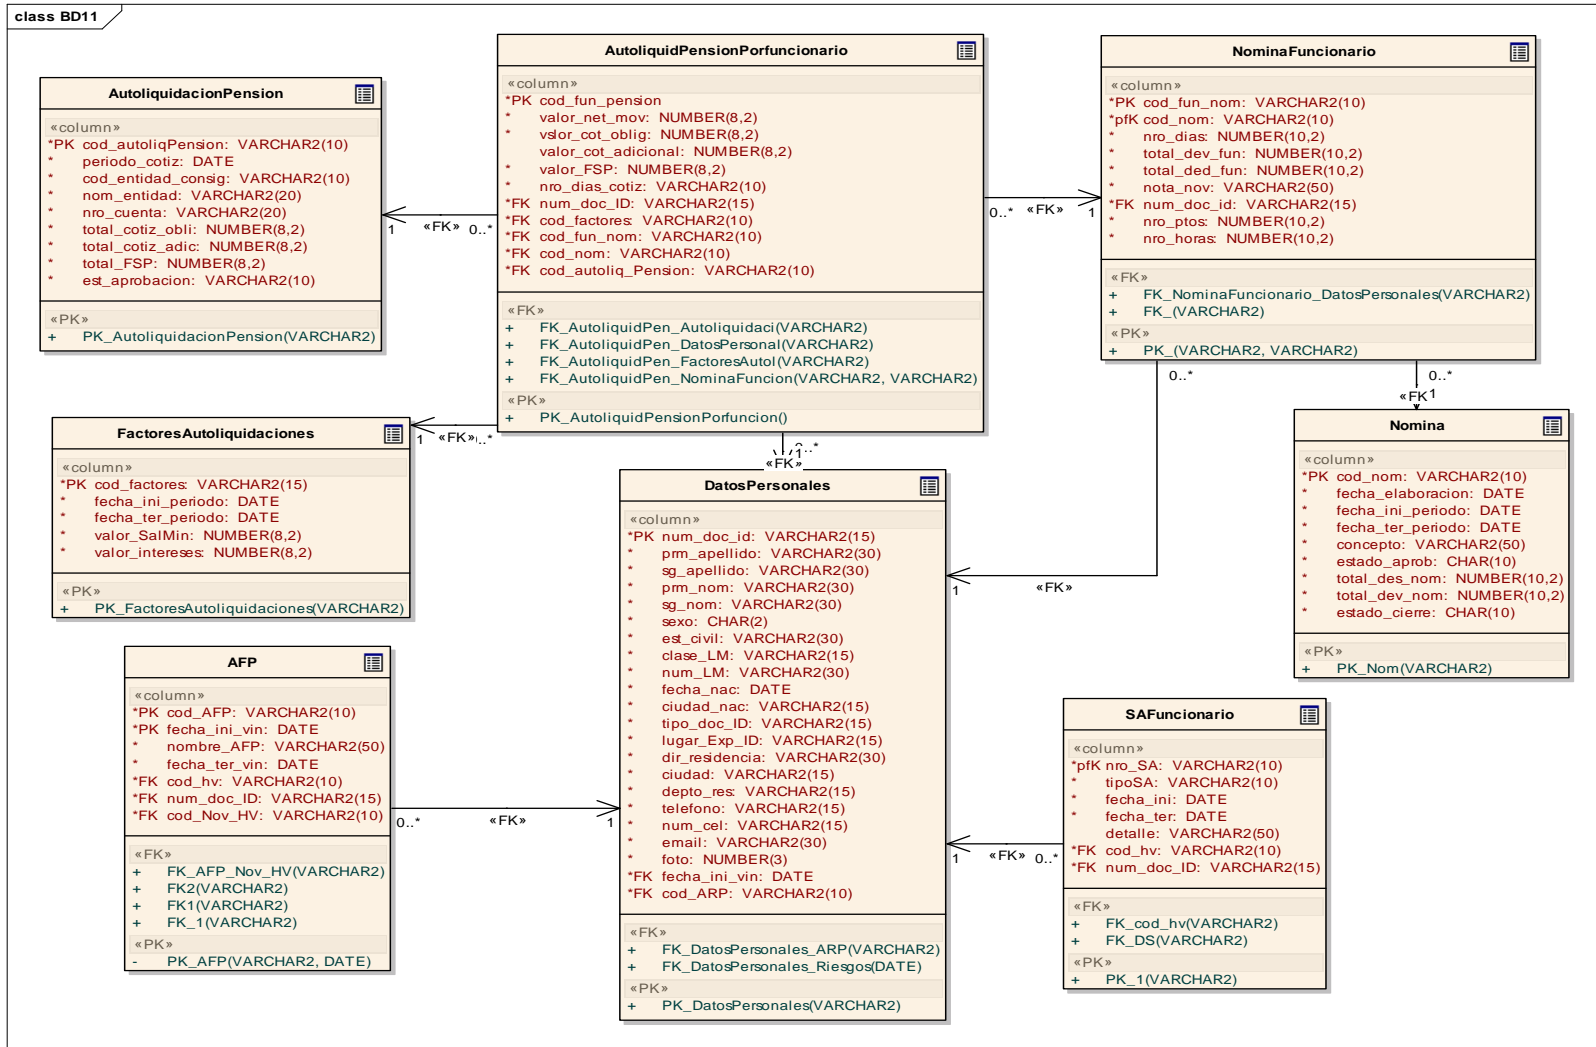 class BD11
AutoliquidacionPension
«column»
*PK cod_autoliqPension: VARCHAR2(10)
* periodo_cotiz: DATE
* cod_entidad_consig: VARCHAR2(10)
* nom_entidad: VARCHAR2(20)
* nro_cuenta: VARCHAR2(20)
* total_cotiz_obli: NUMBER(8,2)
* total_cotiz_adic: NUMBER(8,2)
* total_FSP: NUMBER(8,2)
* est_aprobacion: VARCHAR2(10)
«PK»
+ PK_AutoliquidacionPension(VARCHAR2)
AutoliquidPensionPorfuncionario
«column»
*PK cod_fun_pension
* valor_net_mov: NUMBER(8,2)
* vslor_cot_oblig: NUMBER(8,2)
valor_cot_adicional: NUMBER(8,2)
* valor_FSP: NUMBER(8,2)
* nro_dias_cotiz: VARCHAR2(10)
*FK num_doc_ID: VARCHAR2(15)
*FK cod_factores: VARCHAR2(10)
*FK cod_fun_nom: VARCHAR2(10)
*FK cod_nom: VARCHAR2(10)
*FK cod_autoliq_Pension: VARCHAR2(10)
«FK»
+ FK_AutoliquidPen_Autoliquidaci(VARCHAR2)
+ FK_AutoliquidPen_DatosPersonal(VARCHAR2)
+ FK_AutoliquidPen_FactoresAutol(VARCHAR2)
+ FK_AutoliquidPen_NominaFuncion(VARCHAR2, VARCHAR2)
«PK»
+ PK_AutoliquidPensionPorfuncion()
NominaFuncionario
«column»
*PK cod_fun_nom: VARCHAR2(10)
*pfK cod_nom: VARCHAR2(10)
* nro_dias: NUMBER(10,2)
* total_dev_fun: NUMBER(10,2)
* total_ded_fun: NUMBER(10,2)
* nota_nov: VARCHAR2(50)
*FK num_doc_id: VARCHAR2(15)
* nro_ptos: NUMBER(10,2)
* nro_horas: NUMBER(10,2)
«FK»
+ FK_NominaFuncionario_DatosPersonales(VARCHAR2)
+ FK_(VARCHAR2)
«PK»
+ PK_(VARCHAR2, VARCHAR2)
1 «FK» 0..*
0..* «FK» 1
0..*
0..*
«FK» 1
1 «FK» ..*
0..*
1
«FK»
FactoresAutoliquidaciones
«column»
*PK cod_factores: VARCHAR2(15)
* fecha_ini_periodo: DATE
* fecha_ter_periodo: DATE
* valor_SalMin: NUMBER(8,2)
* valor_intereses: NUMBER(8,2)
«PK»
+ PK_FactoresAutoliquidaciones(VARCHAR2)
DatosPersonales
«column»
*PK num_doc_id: VARCHAR2(15)
* prm_apellido: VARCHAR2(30)
* sg_apellido: VARCHAR2(30)
* prm_nom: VARCHAR2(30)
* sg_nom: VARCHAR2(30)
* sexo: CHAR(2)
* est_civil: VARCHAR2(30)
* clase_LM: VARCHAR2(15)
* num_LM: VARCHAR2(30)
* fecha_nac: DATE
* ciudad_nac: VARCHAR2(15)
* tipo_doc_ID: VARCHAR2(15)
* lugar_Exp_ID: VARCHAR2(15)
* dir_residencia: VARCHAR2(30)
* ciudad: VARCHAR2(15)
* depto_res: VARCHAR2(15)
* telefono: VARCHAR2(15)
* num_cel: VARCHAR2(15)
* email: VARCHAR2(30)
* foto: NUMBER(3)
*FK fecha_ini_vin: DATE
*FK cod_ARP: VARCHAR2(10)
«FK»
+ FK_DatosPersonales_ARP(VARCHAR2)
+ FK_DatosPersonales_Riesgos(DATE)
«PK»
+ PK_DatosPersonales(VARCHAR2)
Nomina
«column»
*PK cod_nom: VARCHAR2(10)
* fecha_elaboracion: DATE
* fecha_ini_periodo: DATE
* fecha_ter_periodo: DATE
* concepto: VARCHAR2(50)
* estado_aprob: CHAR(10)
* total_des_nom: NUMBER(10,2)
* total_dev_nom: NUMBER(10,2)
* estado_cierre: CHAR(10)
«PK»
+ PK_Nom(VARCHAR2)
1 «FK»
AFP
«column»
*PK cod_AFP: VARCHAR2(10)
*PK fecha_ini_vin: DATE
* nombre_AFP: VARCHAR2(50)
* fecha_ter_vin: DATE
*FK cod_hv: VARCHAR2(10)
*FK num_doc_ID: VARCHAR2(15)
*FK cod_Nov_HV: VARCHAR2(10)
«FK»
+ FK_AFP_Nov_HV(VARCHAR2)
+ FK2(VARCHAR2)
+ FK1(VARCHAR2)
+ FK_1(VARCHAR2)
«PK»
- PK_AFP(VARCHAR2, DATE)
0..* «FK» 1
SAFuncionario
«column»
*pfK nro_SA: VARCHAR2(10)
* tipoSA: VARCHAR2(10)
* fecha_ini: DATE
* fecha_ter: DATE
detalle: VARCHAR2(50)
*FK cod_hv: VARCHAR2(10)
*FK num_doc_ID: VARCHAR2(15)
«FK»
+ FK_cod_hv(VARCHAR2)
+ FK_DS(VARCHAR2)
«PK»
+ PK_1(VARCHAR2)
1 «FK» 0..*